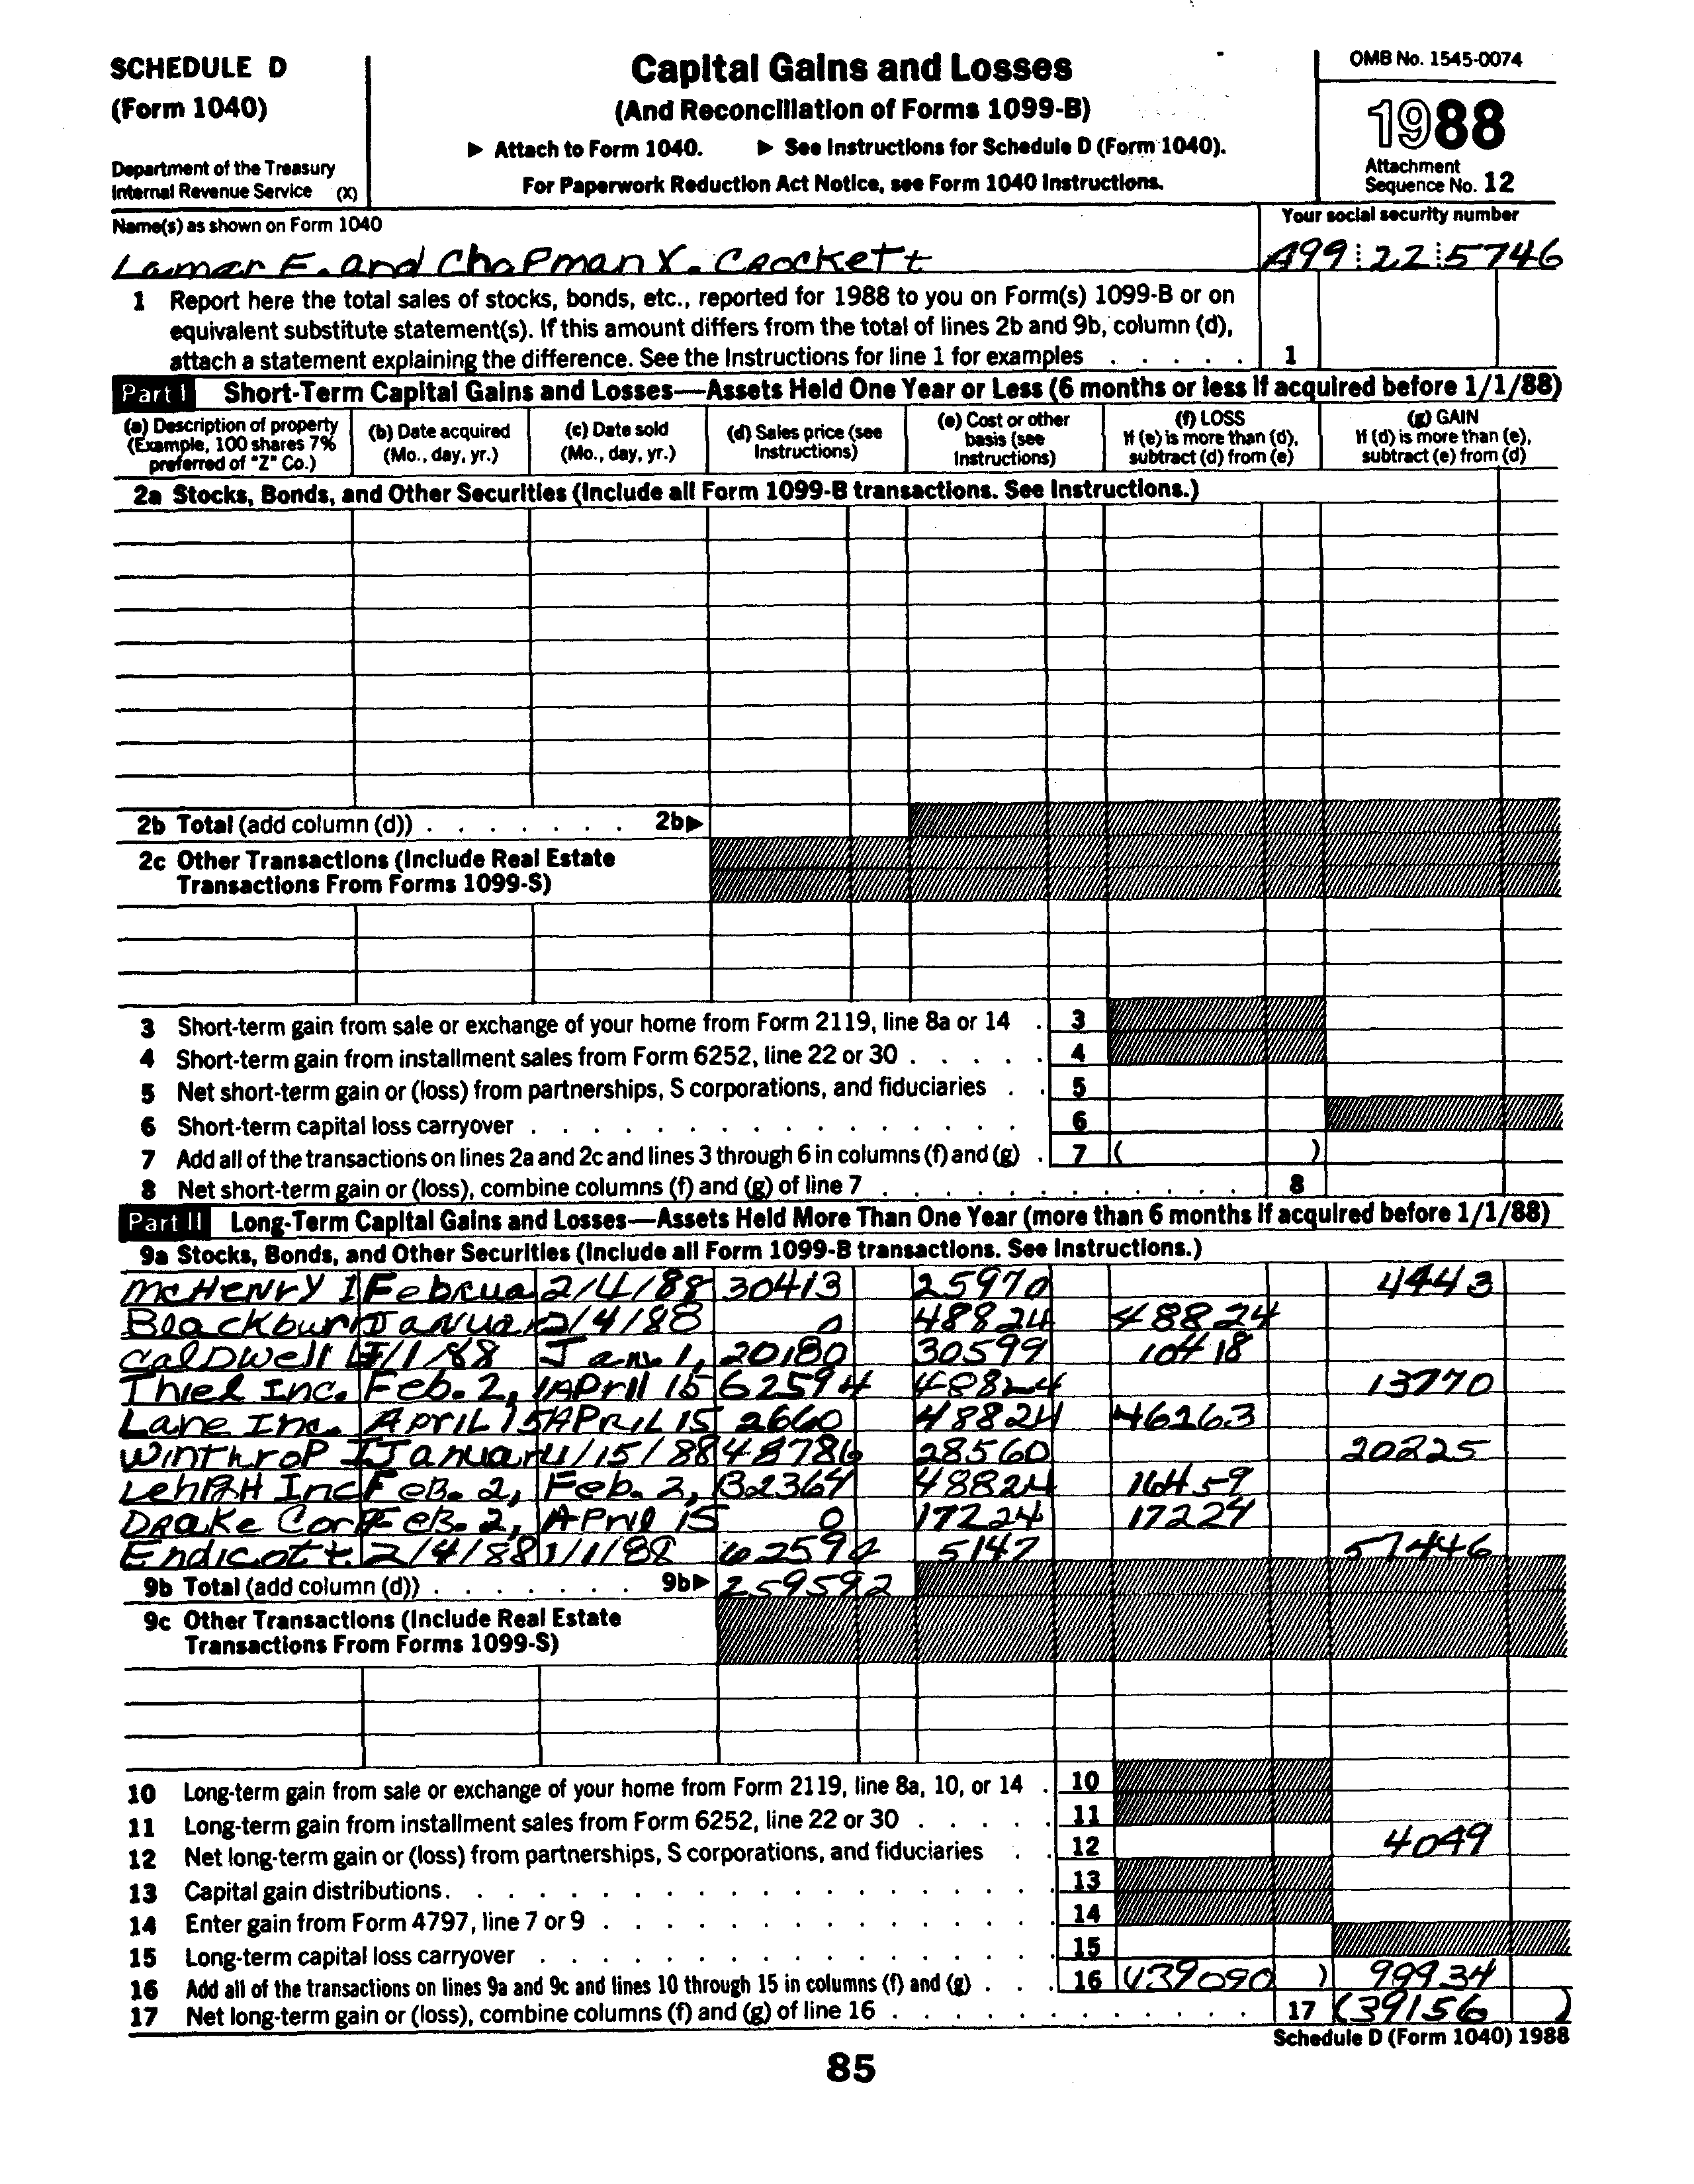 SCHEDULE D
(Form 1040)
Department of the Treasury
Internal Revenue Service (X)
Capital Gains and Losses
(And Reconciliation of Forms 1099-B)
▶ Attach to Form 1040. ▶ See Instructions for Schedule D (Form 1040).
For Paperwork Reduction Act Notice, see Form 1040 Instructions.
OMB No. 1545-0074
1988
Attachment
Sequence No. 12
Name(s) as shown on Form 1040
Lamar F. and Chapman X. Crockett
Your social security number
A99 22 5746
1 Report here the total sales of stocks, bonds, etc., reported for 1988 to you on Form(s) 1099-B or on
equivalent substitute statement(s). If this amount differs from the total of lines 2b and 9b, column (d),
attach a statement explaining the difference. See the Instructions for line 1 for examples . . . . . 1
Part I Short-Term Capital Gains and Losses—Assets Held One Year or Less (6 months or less if acquired before 1/1/88)
(a) Description of property
(Example, 100 shares 7%
preferred of "Z" Co.)
(b) Date acquired
(Mo., day, yr.)
(c) Date sold
(Mo., day, yr.)
(d) Sales price (see
Instructions)
(e) Cost or other
basis (see
Instructions)
(f) LOSS
If (e) is more than (d),
subtract (d) from (e)
(g) GAIN
If (d) is more than (e),
subtract (e) from (d)
2a Stocks, Bonds, and Other Securities (Include all Form 1099-B transactions. See Instructions.)
2b Total (add column (d)) . . . . . . . 2b▶
2c Other Transactions (Include Real Estate
Transactions From Forms 1099-S)
3 Short-term gain from sale or exchange of your home from Form 2119, line 8a or 14 . 3
4 Short-term gain from installment sales from Form 6252, line 22 or 30 . . . . . 4
5 Net short-term gain or (loss) from partnerships, S corporations, and fiduciaries . . 5
6 Short-term capital loss carryover . . . . . . . . . . . . . . . 6
7 Add all of the transactions on lines 2a and 2c and lines 3 through 6 in columns (f) and (g) . 7 ( )
8 Net short-term gain or (loss), combine columns (f) and (g) of line 7 . . . . . . . . . . . . 8
Part II Long-Term Capital Gains and Losses—Assets Held More Than One Year (more than 6 months if acquired before 1/1/88)
9a Stocks, Bonds, and Other Securities (Include all Form 1099-B transactions. See Instructions.)
McHenry I Februa 2/4/88 30413 25970 4443
Blackburn Januar 2/4/88 0 48824 48824
Caldwell 1/1/88 Jan. 1, 20180 30599 10418
Thiel Inc. Feb. 2, 1 April 15 62594 48824 13770
Lane Inc. April 15 April 15 2660 48824 46163
Winthrop I Januar 4/15/88 48786 28560 20225
Lehigh Inc Feb. 2, Feb. 2, 32364 48824 16459
Drake Cor Feb. 2, April 15 0 17224 17224
Endicott 2/4/88 1/1/88 62594 5147 57446
9b Total (add column (d)) . . . . . . . 9b▶ 259592
9c Other Transactions (Include Real Estate
Transactions From Forms 1099-S)
10 Long-term gain from sale or exchange of your home from Form 2119, line 8a, 10, or 14 . 10
11 Long-term gain from installment sales from Form 6252, line 22 or 30 . . . . . 11
12 Net long-term gain or (loss) from partnerships, S corporations, and fiduciaries . . 12 4049
13 Capital gain distributions . . . . . . . . . . . . . . . . . . 13
14 Enter gain from Form 4797, line 7 or 9 . . . . . . . . . . . . . 14
15 Long-term capital loss carryover . . . . . . . . . . . . . . . 15
16 Add all of the transactions on lines 9a and 9c and lines 10 through 15 in columns (f) and (g) . . . 16 (139090 ) 99934
17 Net long-term gain or (loss), combine columns (f) and (g) of line 16 . . . . . . . . . . . . 17 (39156 )
Schedule D (Form 1040) 1988
85